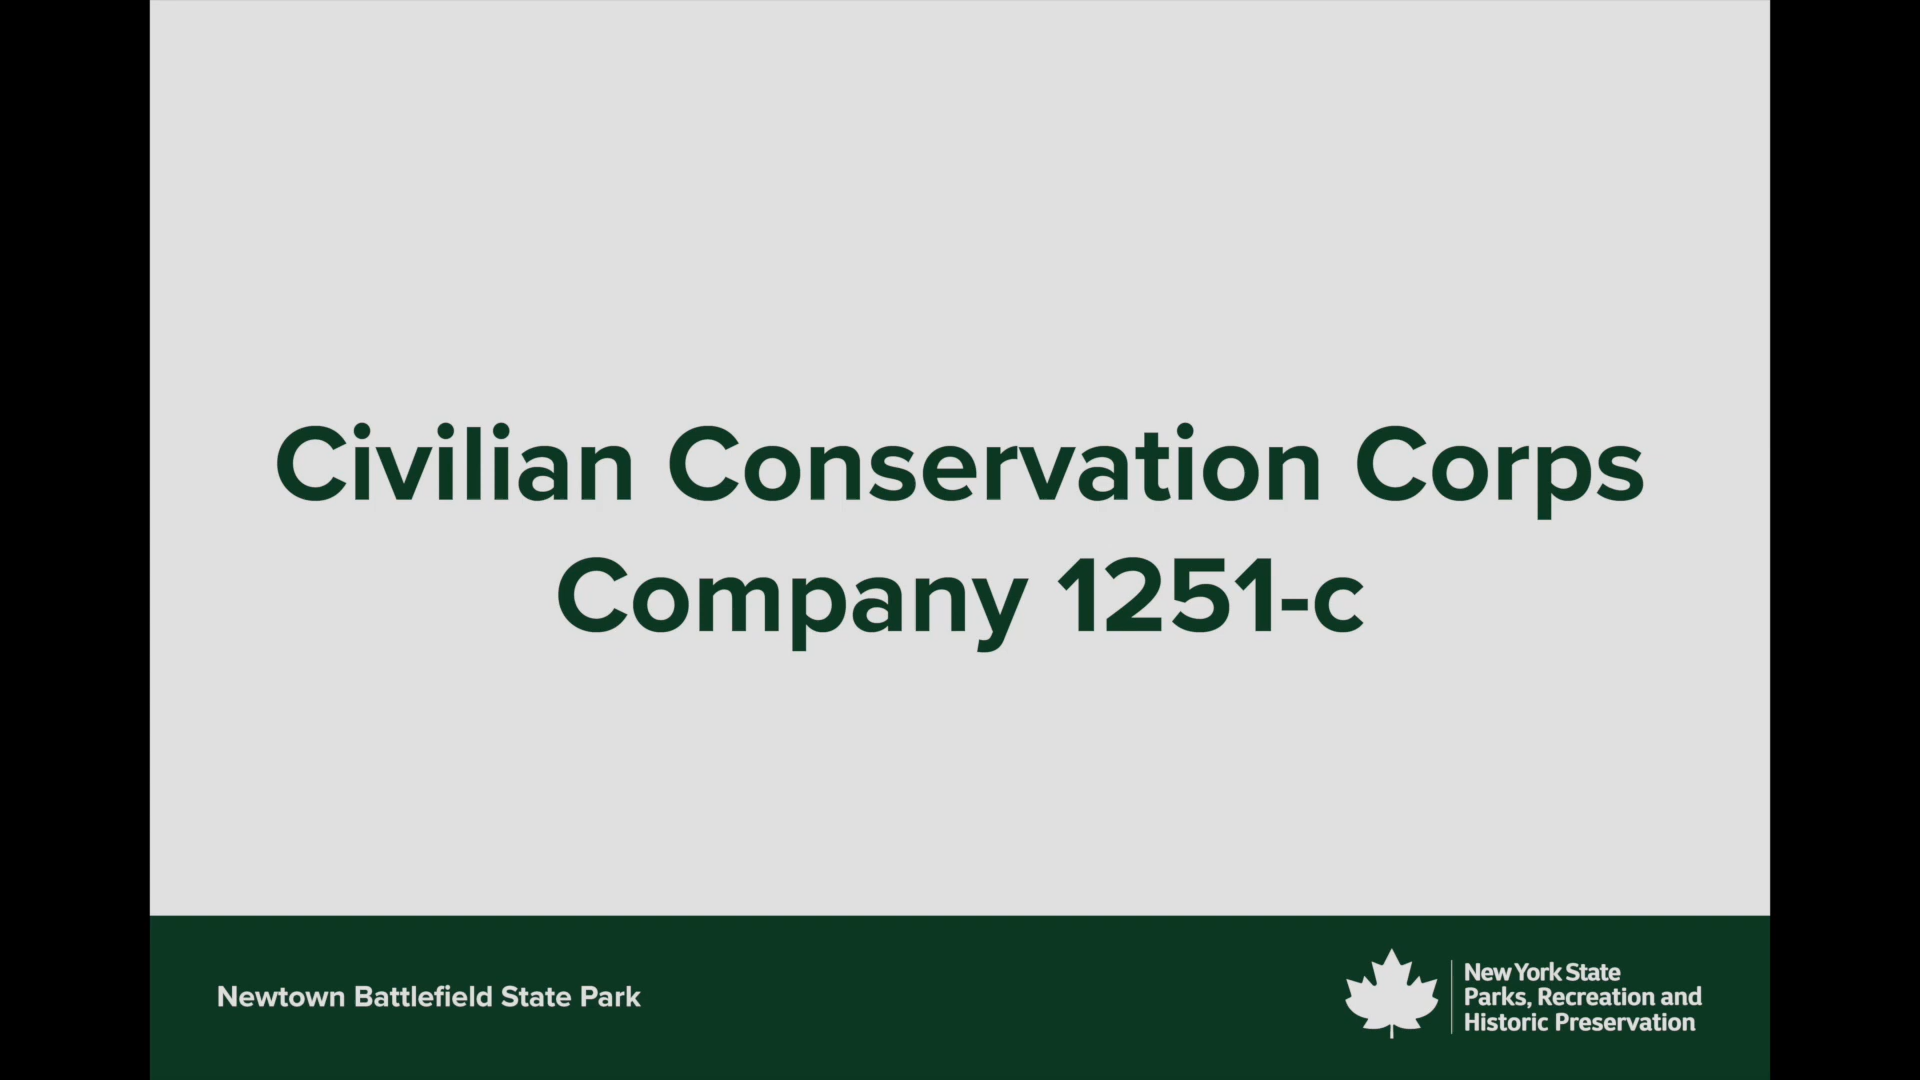 Civilian Conservation Corps
Company 1251-c
Newtown Battlefield State Park
New York State
Parks, Recreation and
Historic Preservation